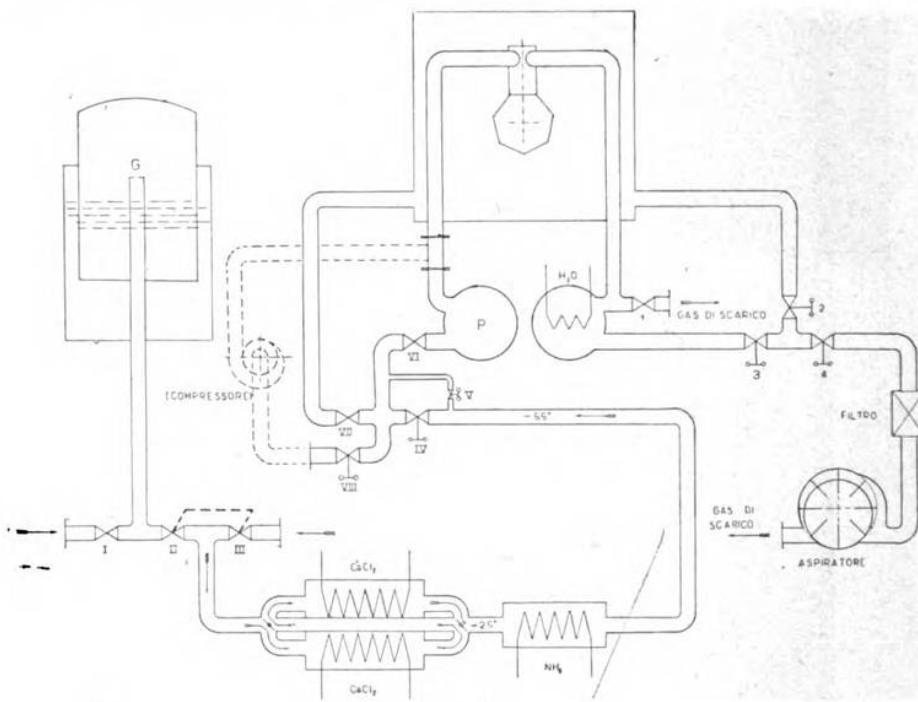 G
H₂O
P
1
GAS DI SCARICO
2
3
4
VI
V
(COMPRESSORE)
FILTRO
-55°
VII
IV
VIII
GAS DI
SCARICO
ASPIRATORE
I
II
III
CaCl₂
-25°
NH₃
CaCl₂